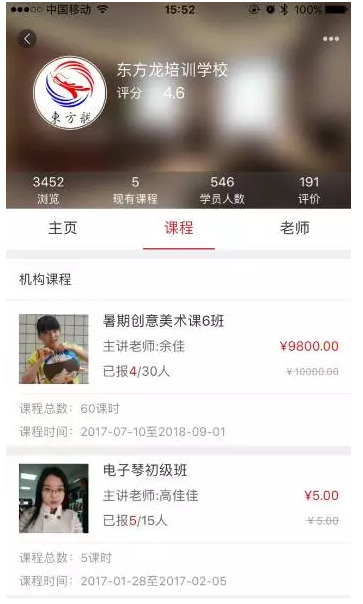 中国移动 15:52 100%
东方龙培训学校
评分 4.6
東方龍
3452 5 546 191
浏览 现有课程 学员人数 评价
主页 课程 老师
机构课程
暑期创意美术课6班
主讲老师:余佳 ¥9800.00
已报4/30人 ¥10000.00
课程总数：60课时
课程时间：2017-07-10至2018-09-01
电子琴初级班
主讲老师:高佳佳 ¥5.00
已报5/15人 ¥5.00
课程总数：5课时
课程时间：2017-01-28至2017-02-05